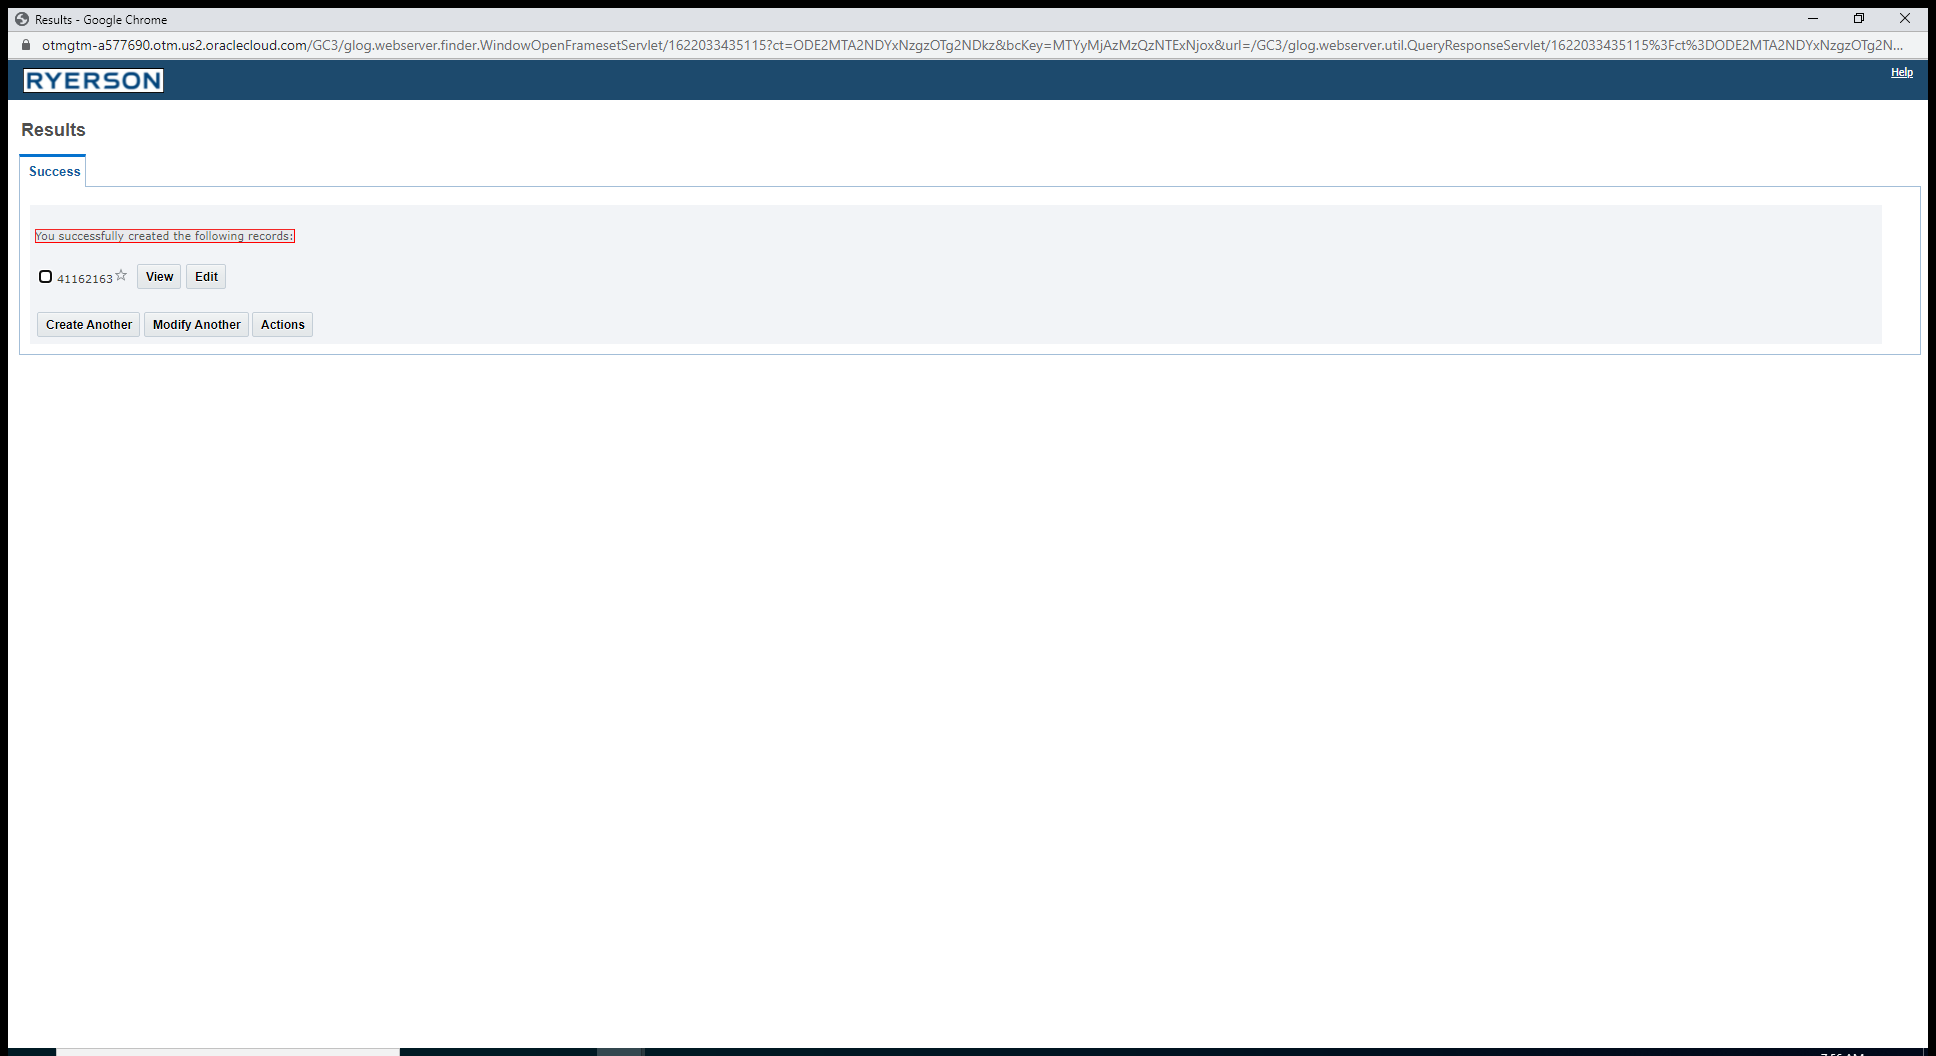 Results - Google Chrome
otmgtm-a577690.otm.us2.oraclecloud.com/GC3/glog.webserver.finder.WindowOpenFramesetServlet/1622033435115?ct=ODE2MTA2NDYxNzgzOTg2NDkz&bcKey=MTYyMjAzMzQzNTExNjox&url=/GC3/glog.webserver.util.QueryResponseServlet/1622033435115%3Fct%3DODE2MTA2NDYxNzgzOTg2N...
RYERSON
Help
Results
Success
You successfully created the following records:
41162163 View Edit
Create Another Modify Another Actions